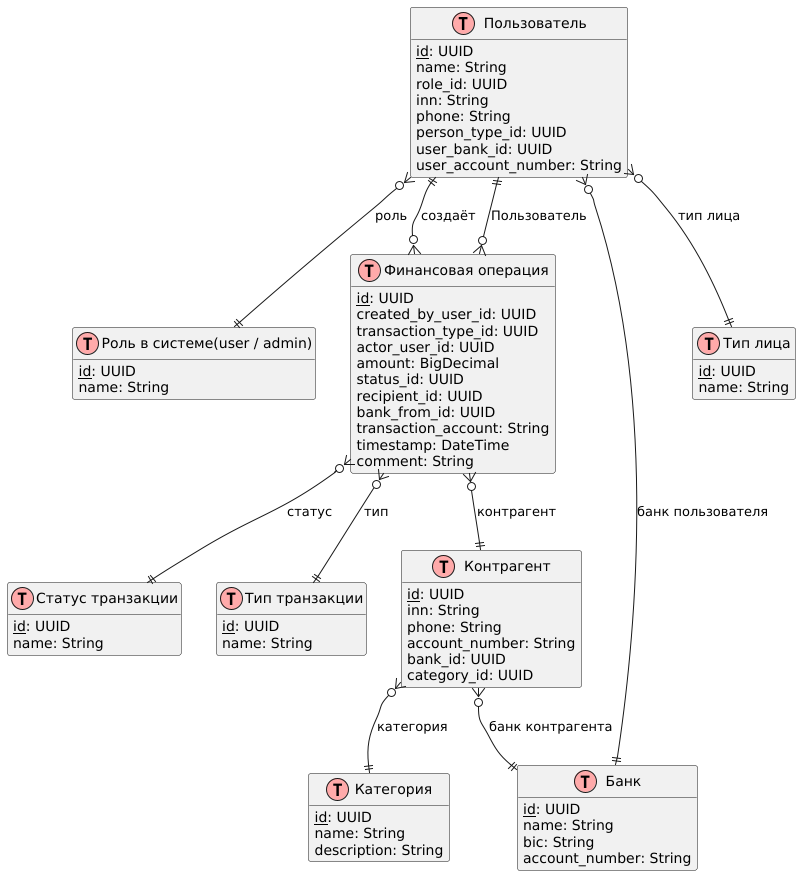 T Пользователь
id: UUID
name: String
role_id: UUID
inn: String
phone: String
person_type_id: UUID
user_bank_id: UUID
user_account_number: String
роль
создаёт
Пользователь
тип лица
T Финансовая операция
id: UUID
created_by_user_id: UUID
transaction_type_id: UUID
actor_user_id: UUID
amount: BigDecimal
status_id: UUID
recipient_id: UUID
bank_from_id: UUID
transaction_account: String
timestamp: DateTime
comment: String
T Роль в системе(user / admin)
id: UUID
name: String
T Тип лица
id: UUID
name: String
статус
тип
контрагент
банк пользователя
T Статус транзакции
id: UUID
name: String
T Тип транзакции
id: UUID
name: String
T Контрагент
id: UUID
inn: String
phone: String
account_number: String
bank_id: UUID
category_id: UUID
категория
банк контрагента
T Категория
id: UUID
name: String
description: String
T Банк
id: UUID
name: String
bic: String
account_number: String